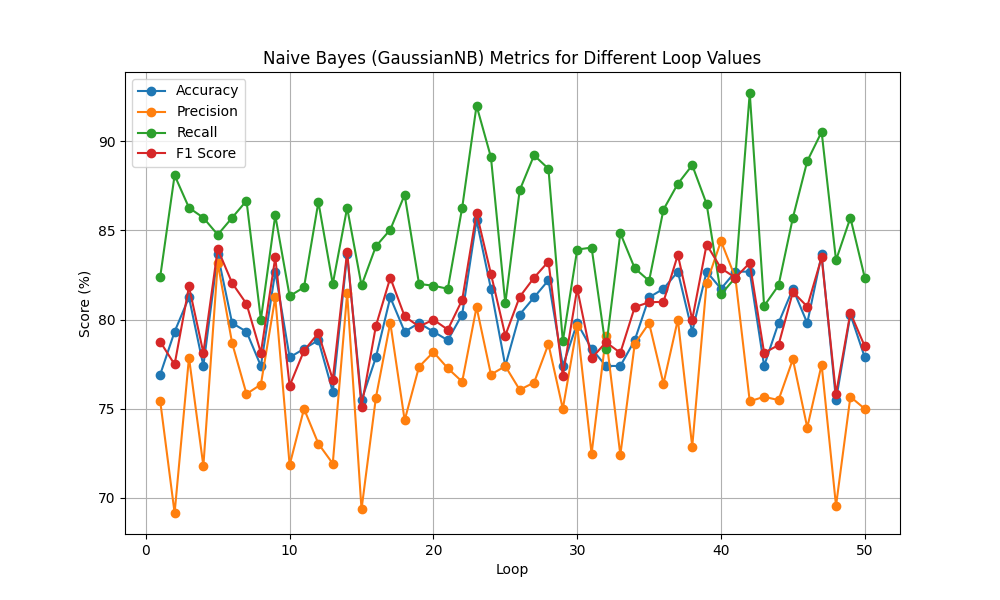 Naive Bayes (GaussianNB) Metrics for Different Loop Values
Accuracy
Precision
Recall
F1 Score
90
85
80
75
70
Score (%)
0 10 20 30 40 50
Loop